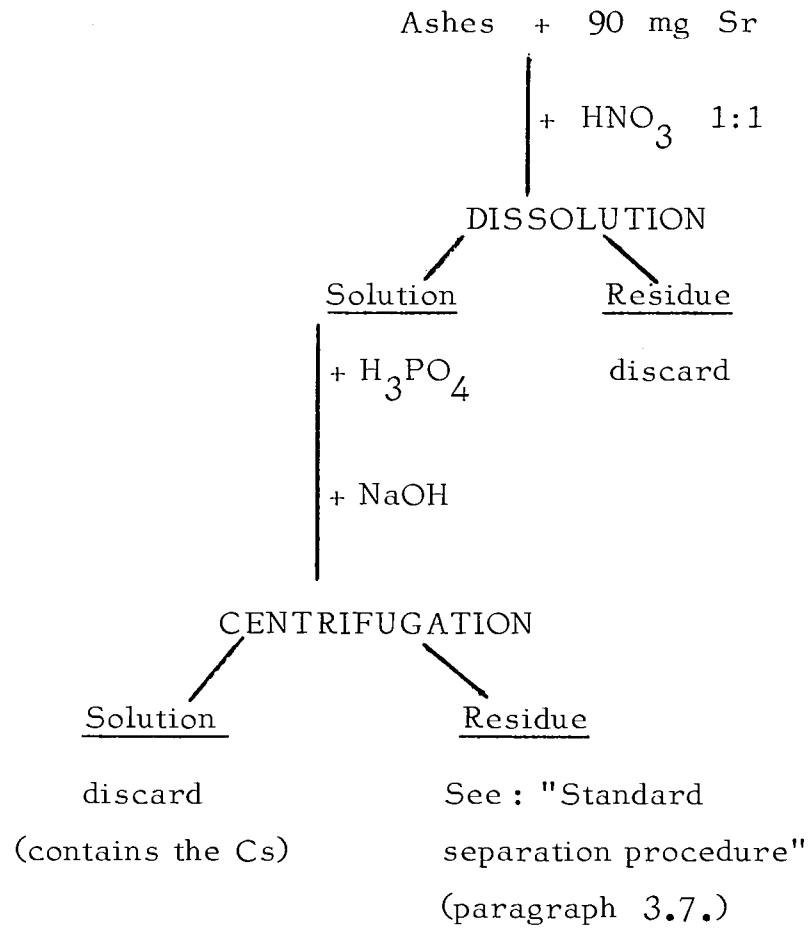 Ashes + 90 mg Sr
+ HNO3 1:1
DISSOLUTION
Solution Residue
+ H3PO4 discard
+ NaOH
CENTRIFUGATION
Solution Residue
discard See : "Standard
(contains the Cs) separation procedure"
(paragraph 3.7.)